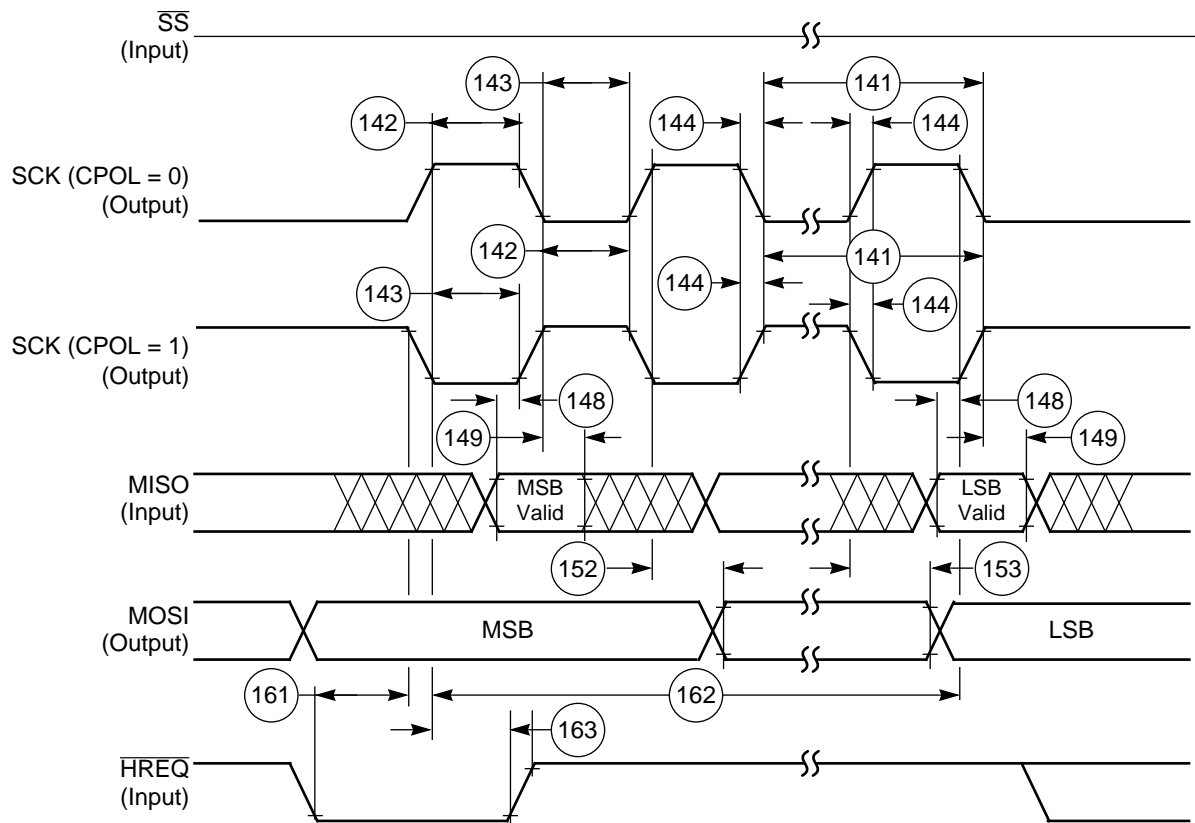 SS
(Input)
143
141
142
144
144
SCK (CPOL = 0)
(Output)
142
141
143
144
144
SCK (CPOL = 1)
(Output)
148
148
149
149
MISO
(Input)
MSB
Valid
LSB
Valid
152
153
MOSI
(Output)
MSB
LSB
161
162
163
HREQ
(Input)